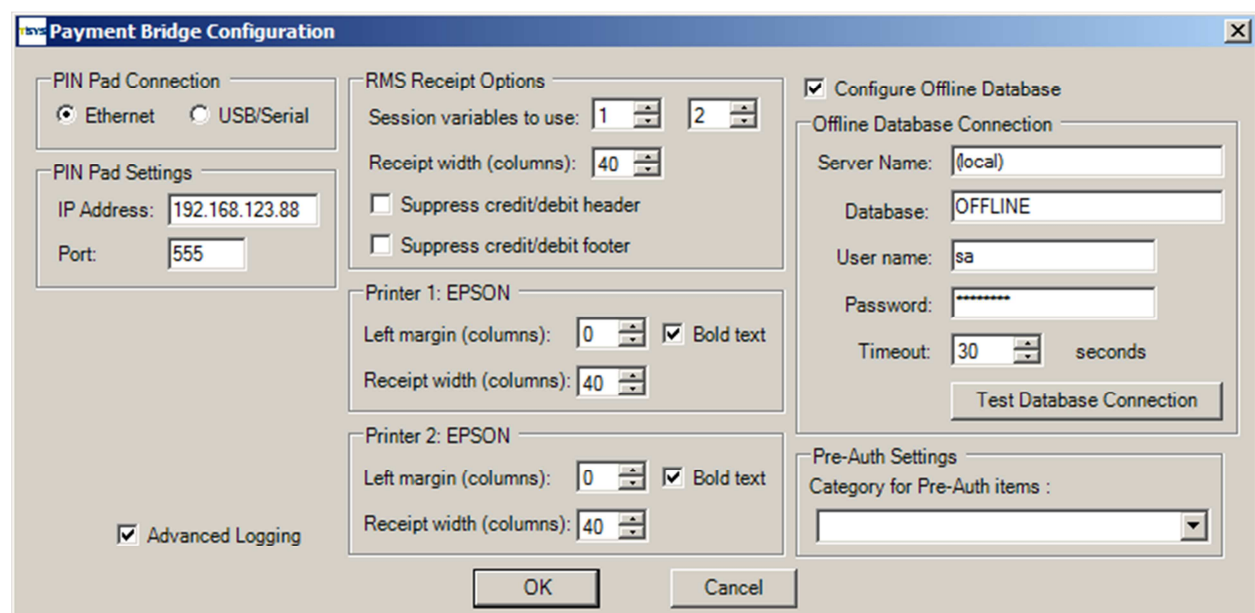 TSYS Payment Bridge Configuration
PIN Pad Connection
Ethernet
USB/Serial
PIN Pad Settings
IP Address: 192.168.123.88
Port: 555
Advanced Logging
RMS Receipt Options
Session variables to use: 1 2
Receipt width (columns): 40
Suppress credit/debit header
Suppress credit/debit footer
Printer 1: EPSON
Left margin (columns): 0 Bold text
Receipt width (columns): 40
Printer 2: EPSON
Left margin (columns): 0 Bold text
Receipt width (columns): 40
Configure Offline Database
Offline Database Connection
Server Name: (local)
Database: OFFLINE
User name: sa
Password: ********
Timeout: 30 seconds
Test Database Connection
Pre-Auth Settings
Category for Pre-Auth items :
OK
Cancel